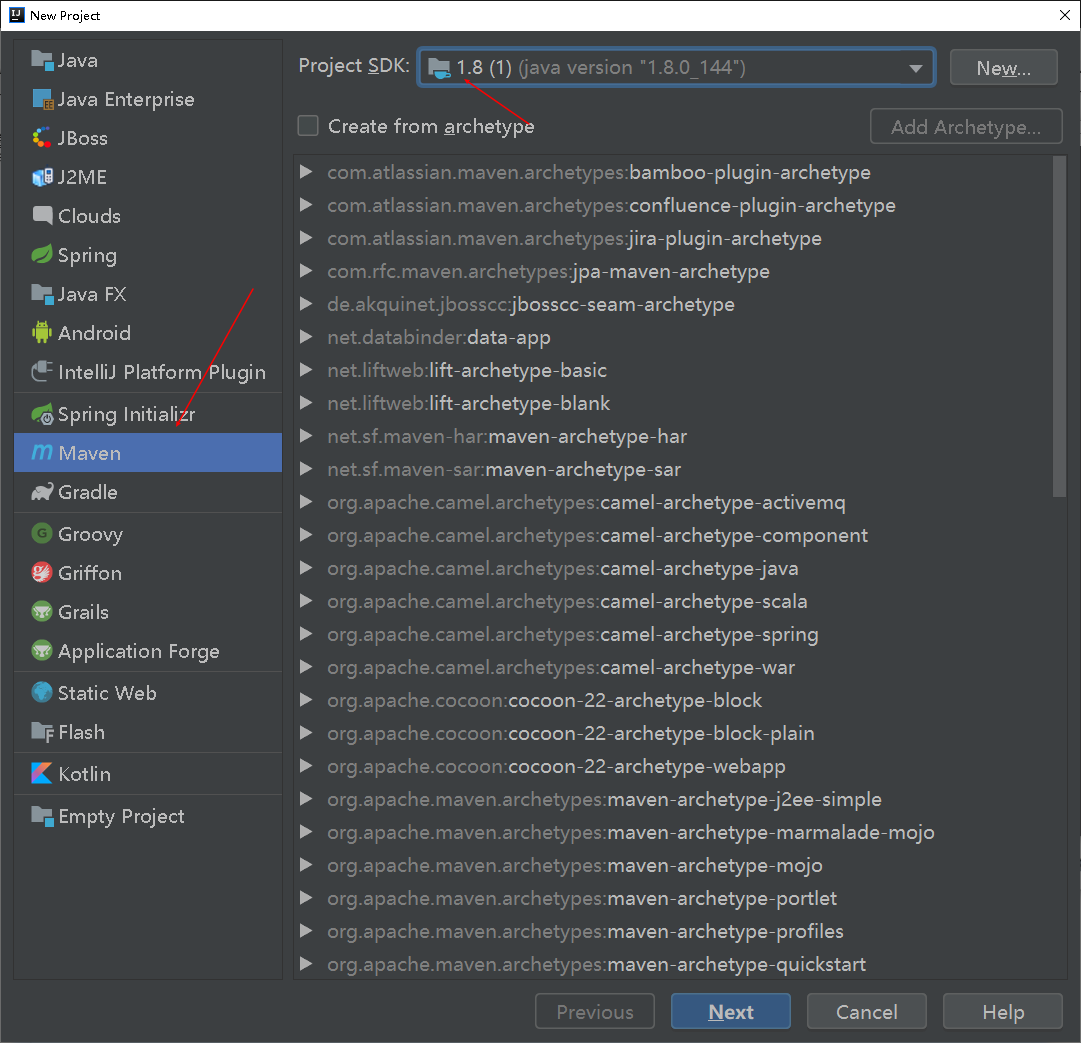 New Project
Java
Java Enterprise
JBoss
J2ME
Clouds
Spring
Java FX
Android
IntelliJ Platform Plugin
Spring Initializr
Maven
Gradle
Groovy
Griffon
Grails
Application Forge
Static Web
Flash
Kotlin
Empty Project
Project SDK: 1.8 (1) (java version "1.8.0_144") New...
Create from archetype Add Archetype...
com.atlassian.maven.archetypes:bamboo-plugin-archetype
com.atlassian.maven.archetypes:confluence-plugin-archetype
com.atlassian.maven.archetypes:jira-plugin-archetype
com.rfc.maven.archetypes:jpa-maven-archetype
de.akquinet.jbosscc:jbosscc-seam-archetype
net.databinder:data-app
net.liftweb:lift-archetype-basic
net.liftweb:lift-archetype-blank
net.sf.maven-har:maven-archetype-har
net.sf.maven-sar:maven-archetype-sar
org.apache.camel.archetypes:camel-archetype-activemq
org.apache.camel.archetypes:camel-archetype-component
org.apache.camel.archetypes:camel-archetype-java
org.apache.camel.archetypes:camel-archetype-scala
org.apache.camel.archetypes:camel-archetype-spring
org.apache.camel.archetypes:camel-archetype-war
org.apache.cocoon:cocoon-22-archetype-block
org.apache.cocoon:cocoon-22-archetype-block-plain
org.apache.cocoon:cocoon-22-archetype-webapp
org.apache.maven.archetypes:maven-archetype-j2ee-simple
org.apache.maven.archetypes:maven-archetype-marmalade-mojo
org.apache.maven.archetypes:maven-archetype-mojo
org.apache.maven.archetypes:maven-archetype-portlet
org.apache.maven.archetypes:maven-archetype-profiles
org.apache.maven.archetypes:maven-archetype-quickstart
Previous Next Cancel Help